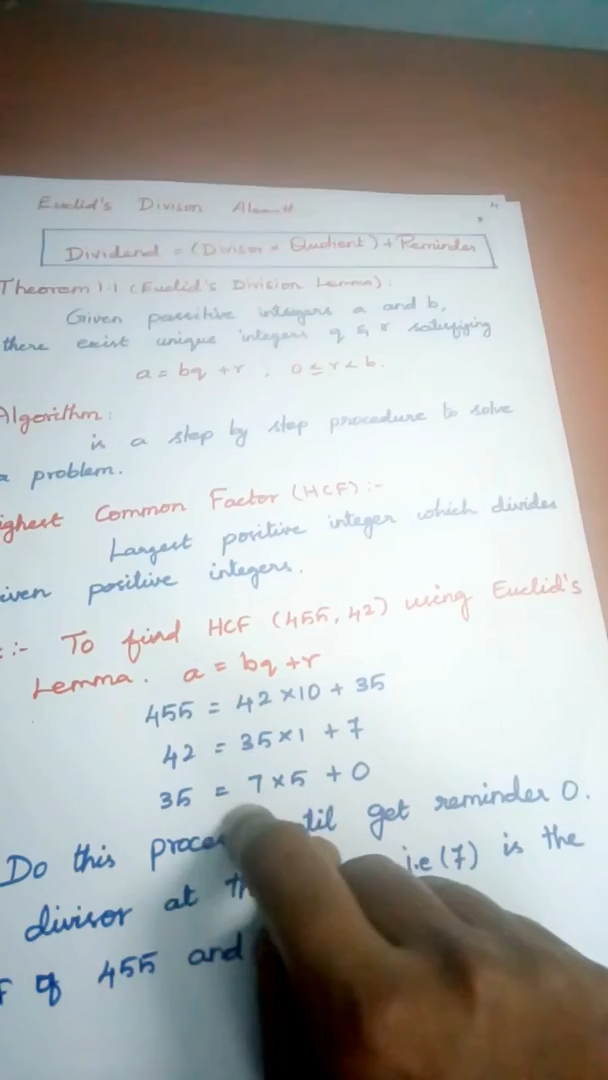 Euclid's Divison
Dividend = (Divisor × Quotient) + Reminder
Theorem 1.1 (Euclid's Division Lemma):
Given possitive integers a and b,
there exist unique integers q & r satisfying
a = bq + r ; 0 ≤ r < b.
Algorithm:
is a step by step procedure to solve
a problem.
ighest Common Factor (HCF) :-
Largest positive integer which divides
iven positive integers.
:- To find HCF (455, 42) using Euclid's
Lemma. a = bq + r
455 = 42 × 10 + 35
42 = 35 × 1 + 7
35 = 7 × 5 + 0
Do this proce til get reminder 0.
divisor at th i.e (7) is the
F of 455 and